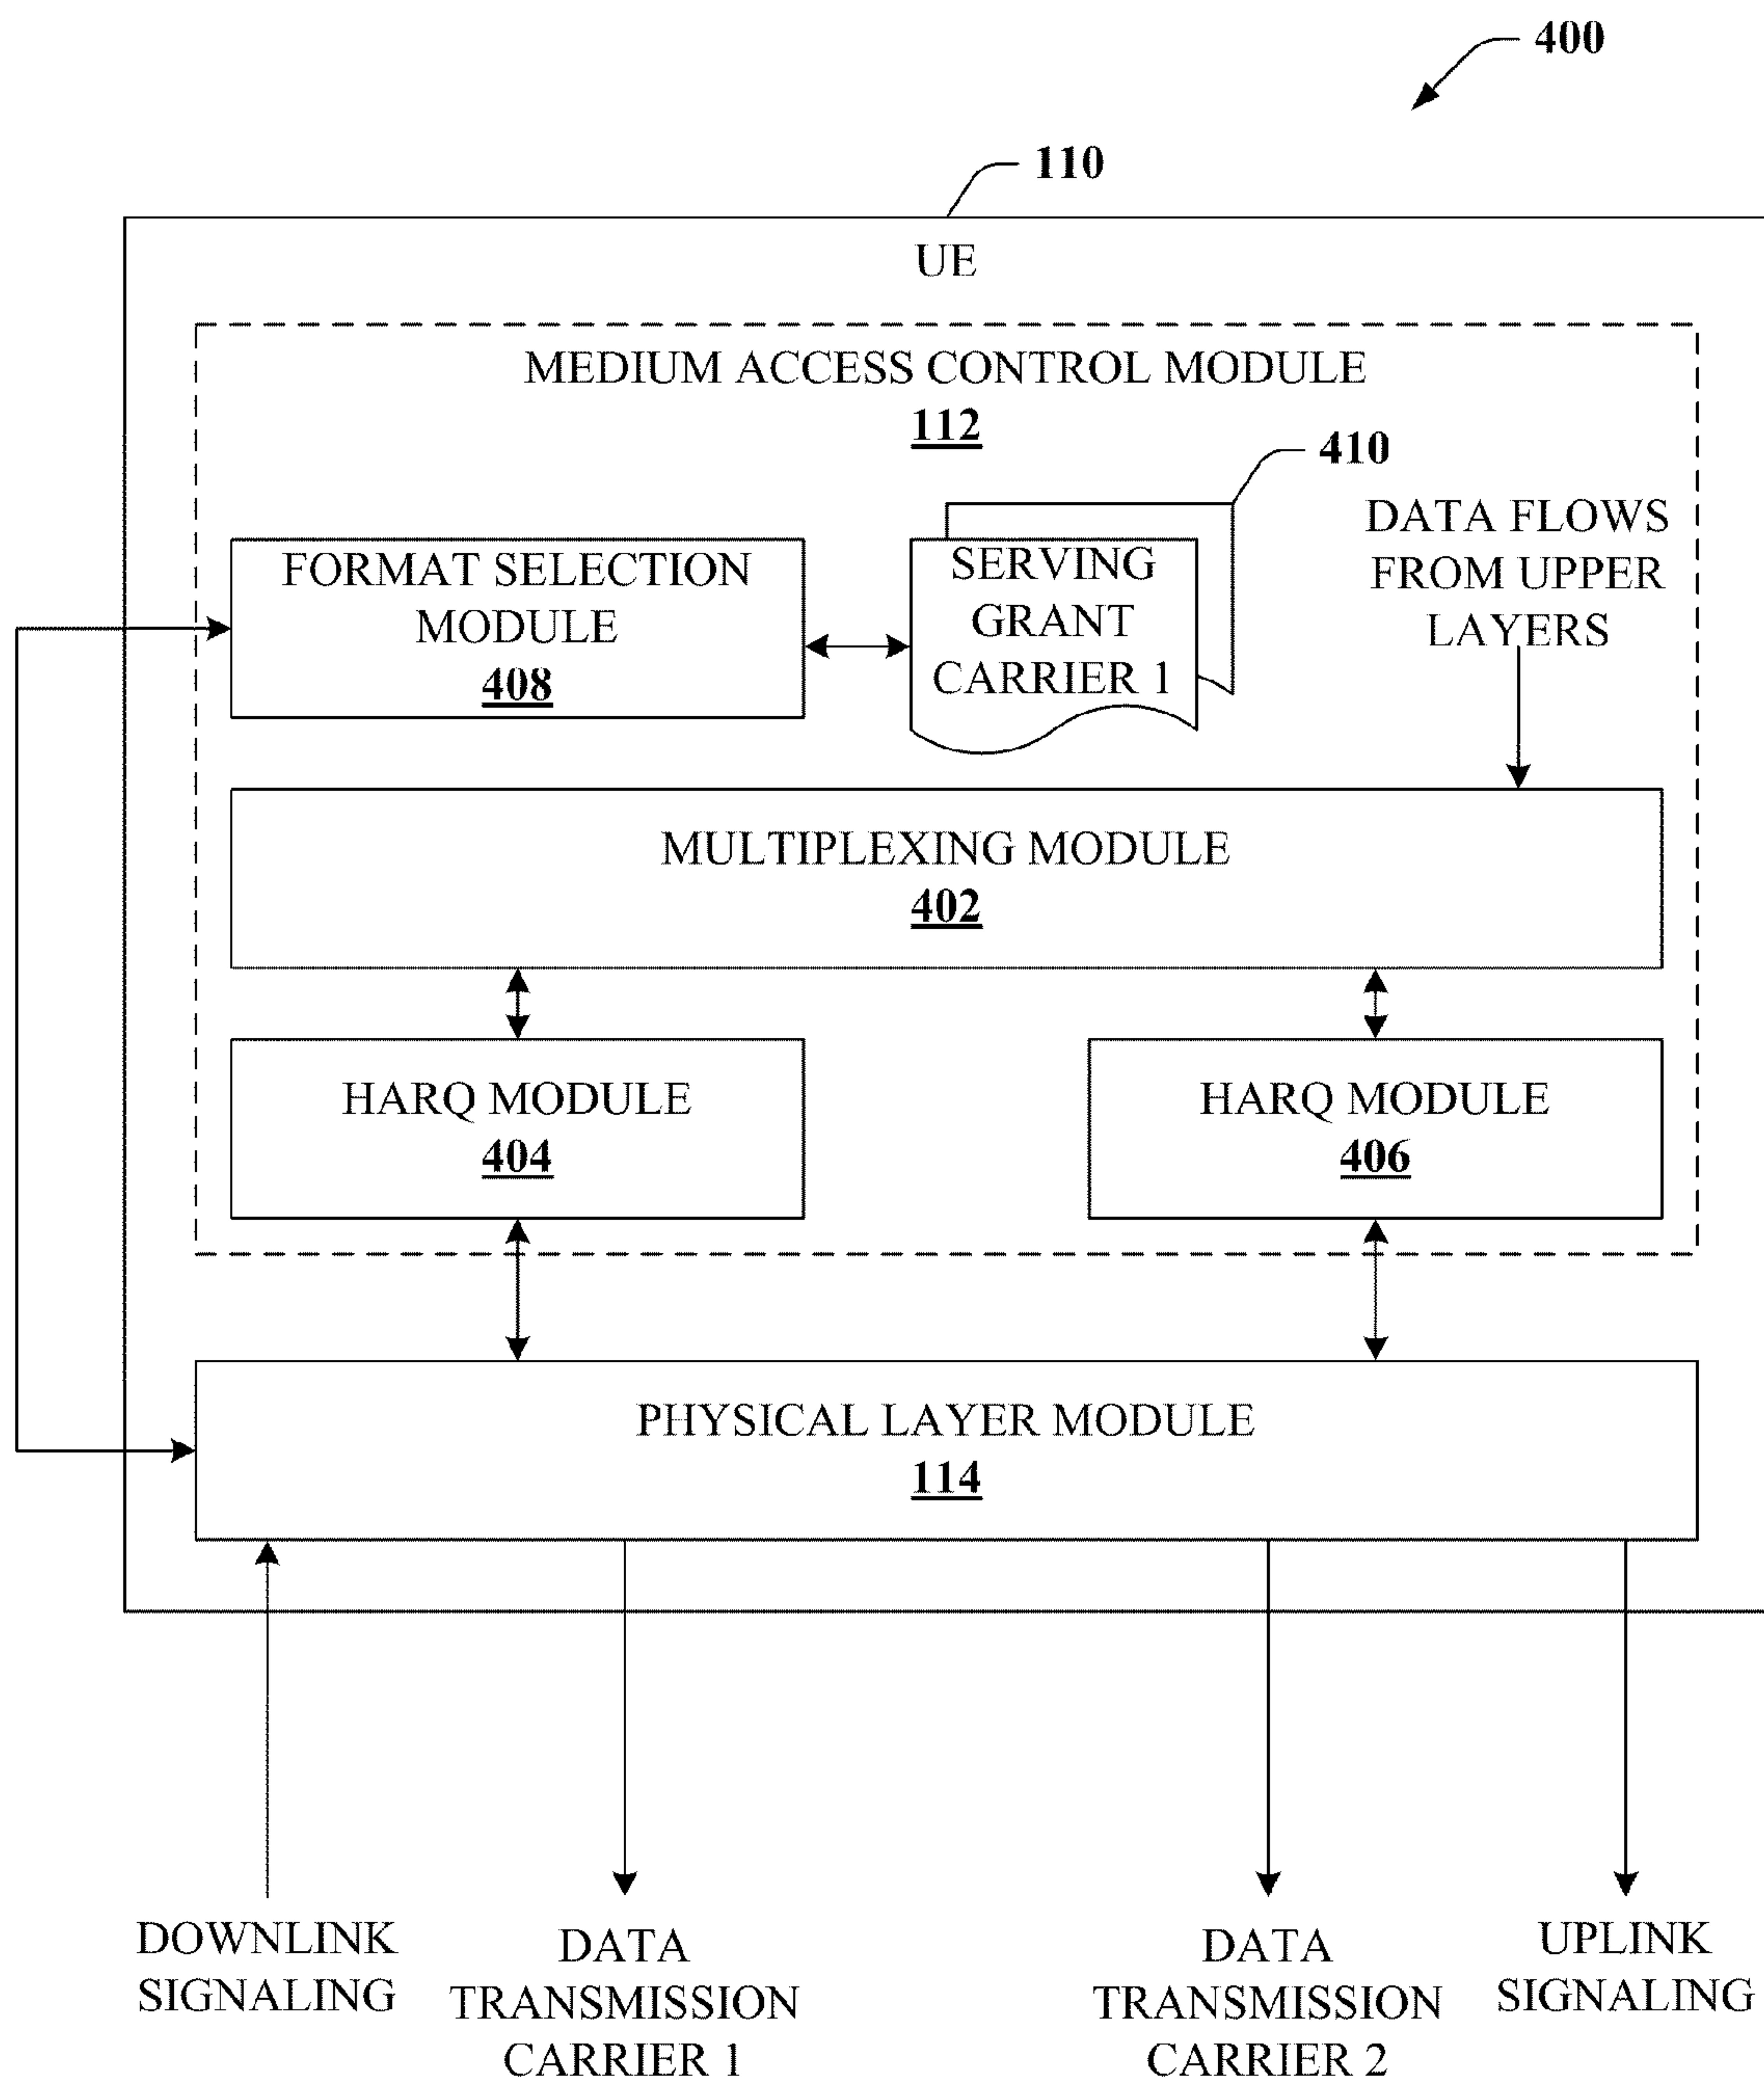 400
110
UE
MEDIUM ACCESS CONTROL MODULE
112
410
FORMAT SELECTION
MODULE
408
SERVING
GRANT
CARRIER 1
DATA FLOWS
FROM UPPER
LAYERS
MULTIPLEXING MODULE
402
HARQ MODULE
404
HARQ MODULE
406
PHYSICAL LAYER MODULE
114
DOWNLINK
SIGNALING
DATA
TRANSMISSION
CARRIER 1
DATA
TRANSMISSION
CARRIER 2
UPLINK
SIGNALING